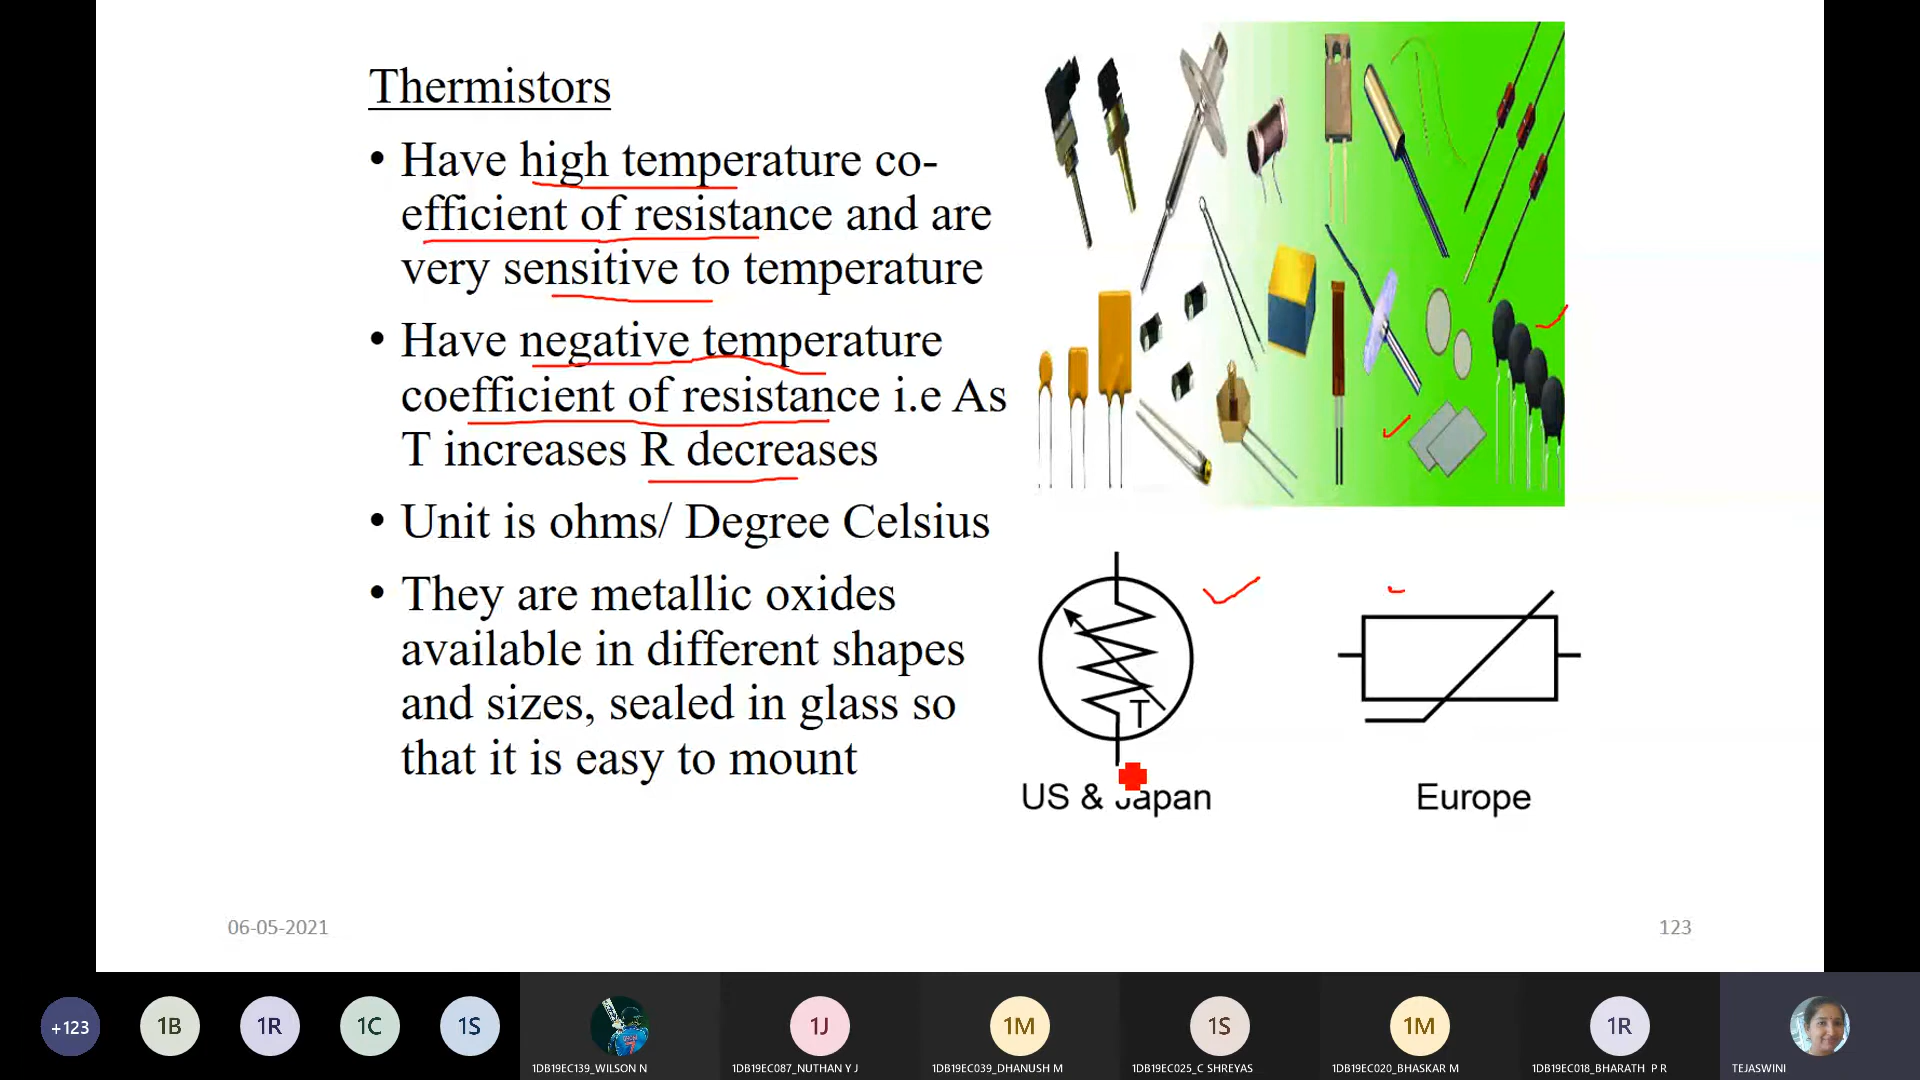 Thermistors
• Have high temperature co-
efficient of resistance and are
very sensitive to temperature
• Have negative temperature
coefficient of resistance i.e As
T increases R decreases
• Unit is ohms/ Degree Celsius
• They are metallic oxides
available in different shapes
and sizes, sealed in glass so
that it is easy to mount
T
US & Japan
Europe
06-05-2021
123
+123
1B
1R
1C
1S
7
1J
1M
1S
1M
1R
1DB19EC139_WILSON N
1DB19EC087_NUTHAN Y J
1DB19EC039_DHANUSH M
1DB19EC025_C SHREYAS
1DB19EC020_BHASKAR M
1DB19EC018_BHARATH P R
TEJASWINI